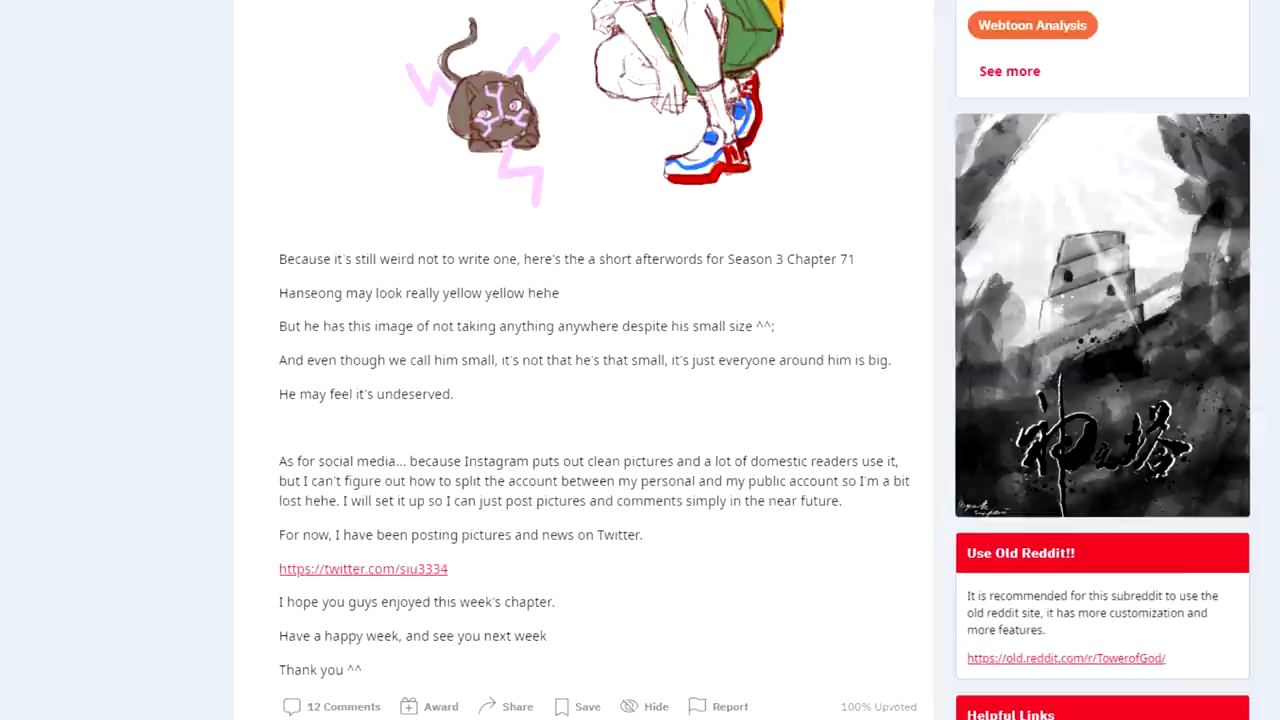 Webtoon Analysis
See more
Because it's still weird not to write one, here's the a short afterwords for Season 3 Chapter 71
Hanseong may look really yellow yellow hehe
But he has this image of not taking anything anywhere despite his small size ^^;
And even though we call him small, it's not that he's that small, it's just everyone around him is big.
He may feel it's undeserved.
As for social media... because Instagram puts out clean pictures and a lot of domestic readers use it,
but I can't figure out how to split the account between my personal and my public account so I'm a bit
lost hehe. I will set it up so I can just post pictures and comments simply in the near future.
For now, I have been posting pictures and news on Twitter.
https://twitter.com/siu3334
I hope you guys enjoyed this week's chapter.
Have a happy week, and see you next week
Thank you ^^
12 Comments Award Share Save Hide Report 100% Upvoted
神之塔
Use Old Reddit!!
It is recommended for this subreddit to use the
old reddit site, it has more customization and
more features.
https://old.reddit.com/r/TowerofGod/
Helpful Links